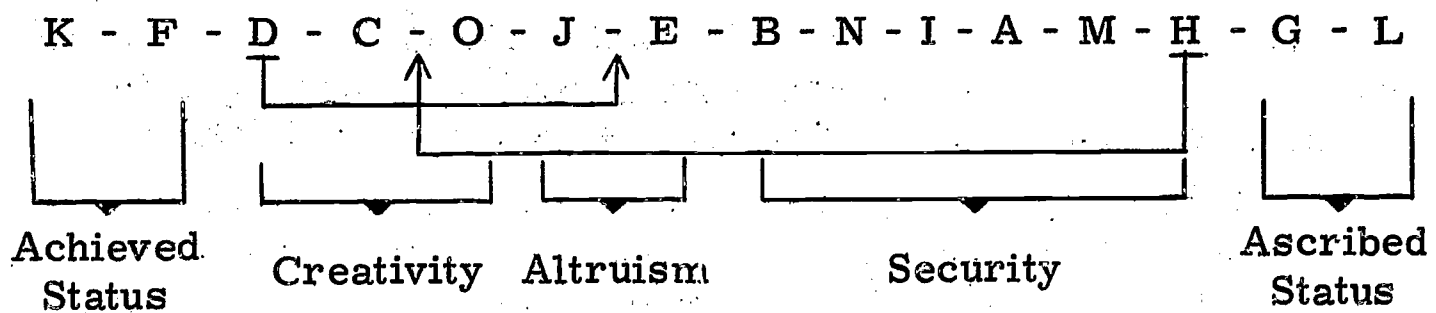 K - F - D - C - O - J - E - B - N - I - A - M - H - G - L
Achieved Status
Creativity
Altruism
Security
Ascribed Status